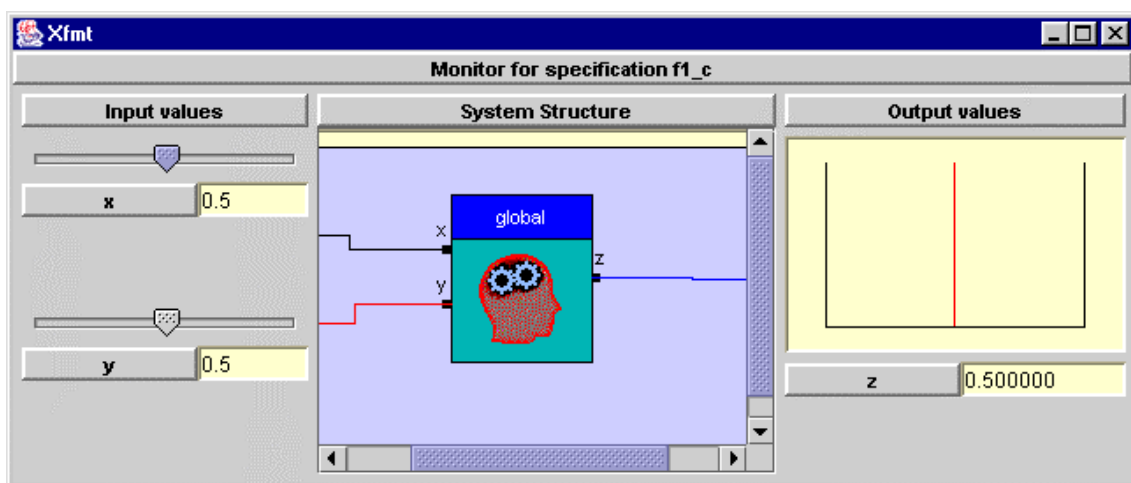 Xfmt
Monitor for specification f1_c
Input values
System Structure
Output values
x
0.5
global
x
z
y
y
0.5
z
0.500000